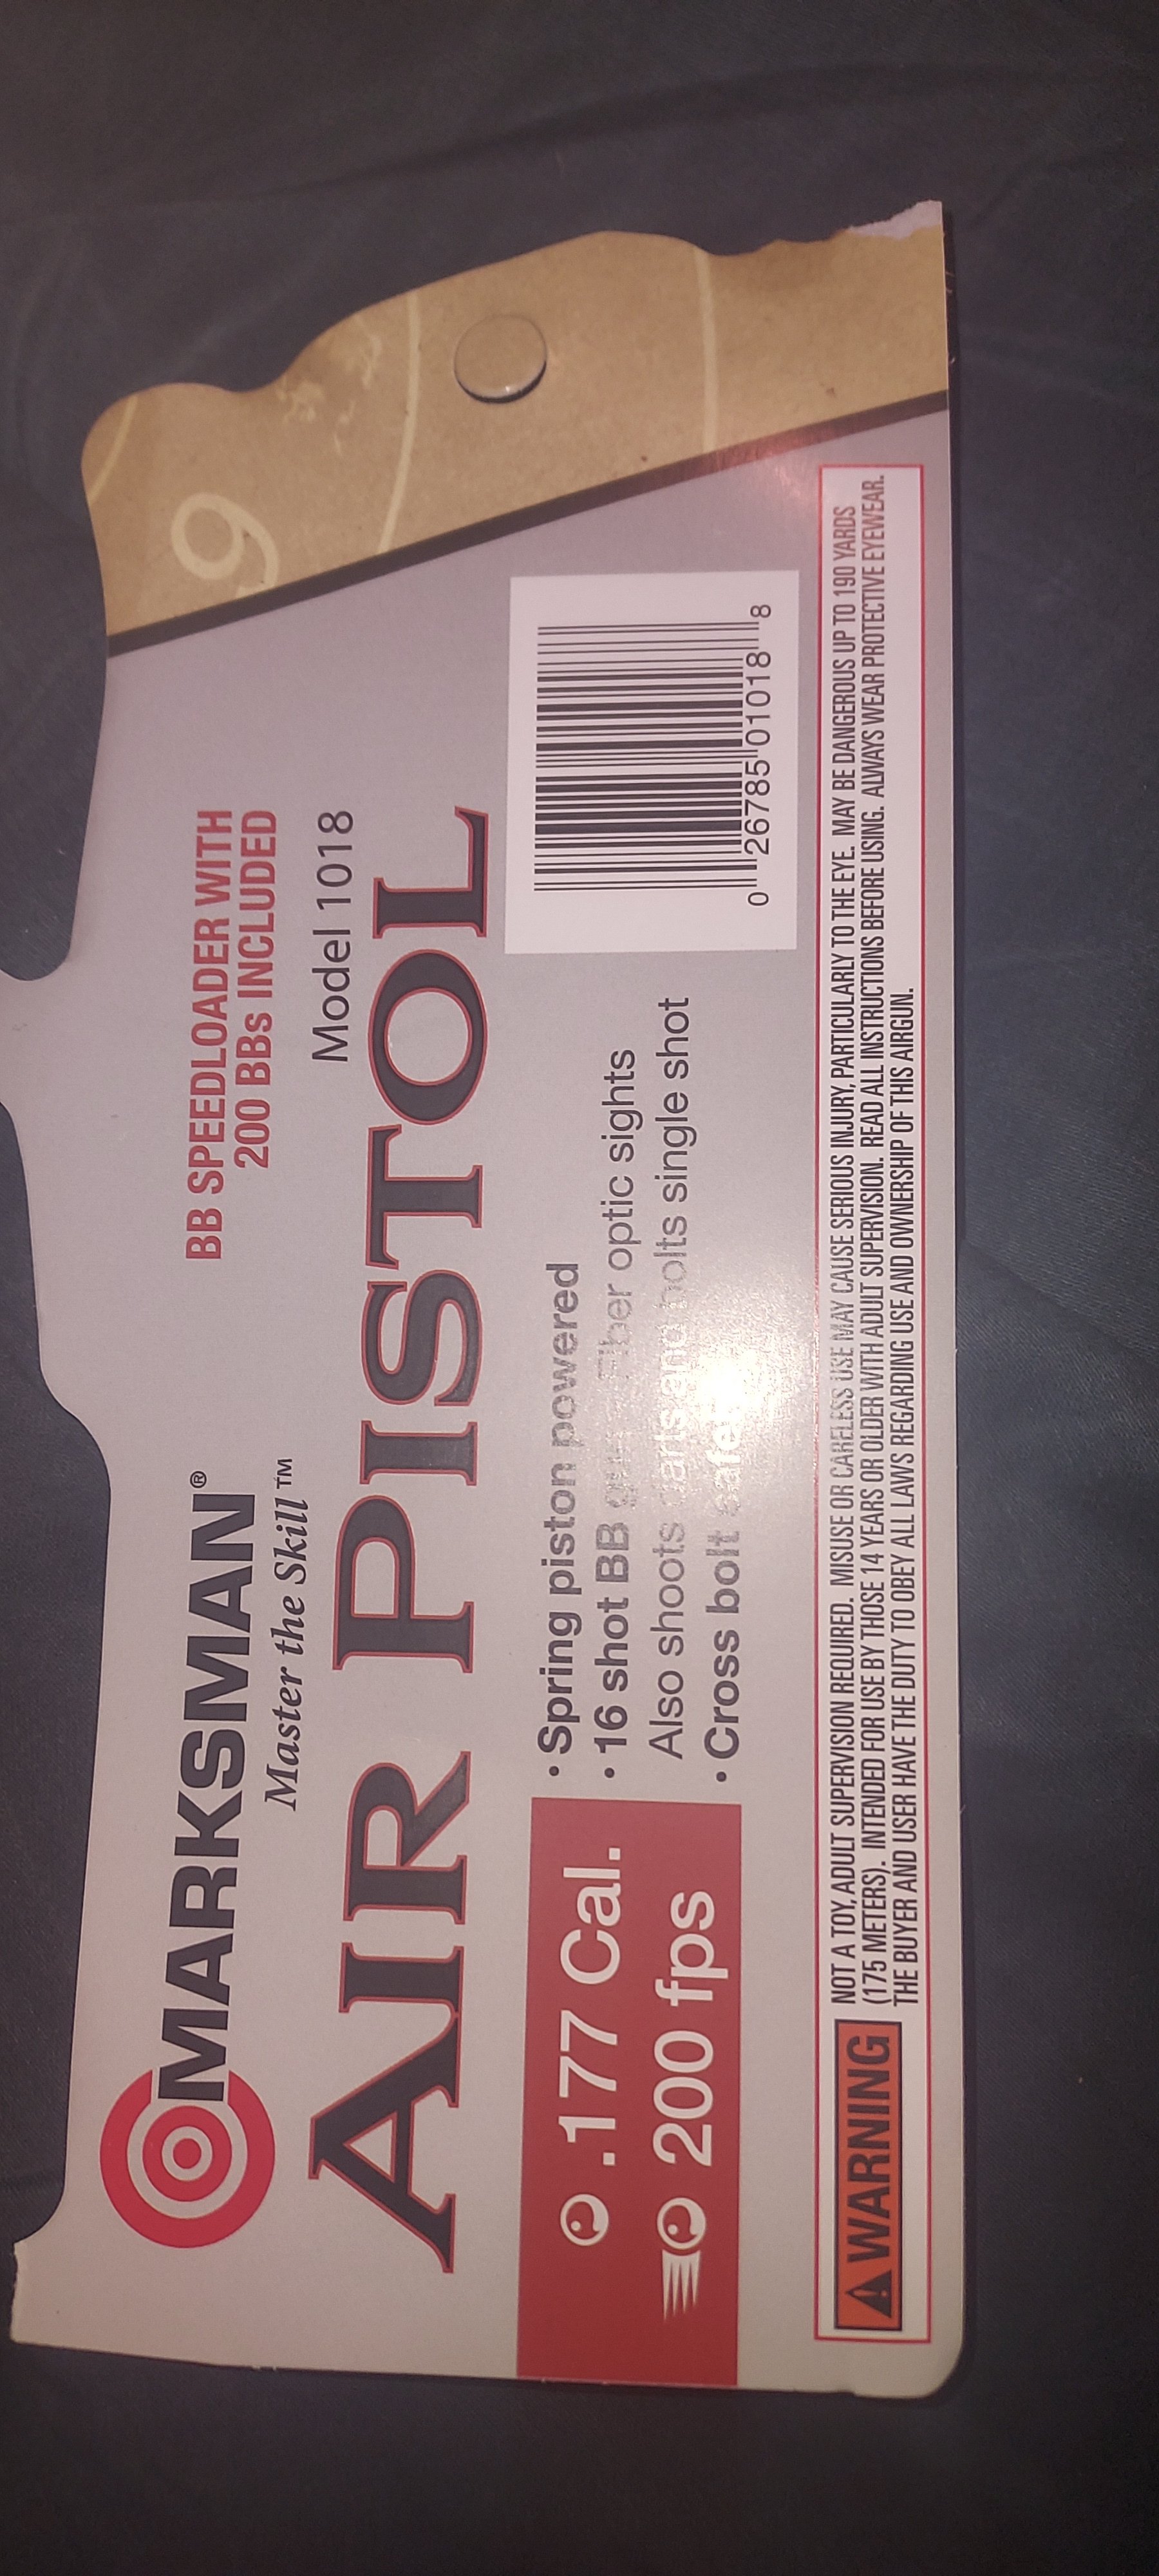 MARKSMAN®
Master the Skill™
BB SPEEDLOADER WITH
200 BBs INCLUDED
Model 1018
AIR PISTOL
.177 Cal.
200 fps
• Spring piston powered
• 16 shot BB optic sights
Also shoots darts and bolts single shot
• Cross bolt
0 26785 01018 8
6
WARNING
NOT A TOY, ADULT SUPERVISION REQUIRED. MISUSE OR CARELESS USE MAY CAUSE SERIOUS INJURY, PARTICULARLY TO THE EYE. MAY BE DANGEROUS UP TO 190 YARDS
(175 METERS). INTENDED FOR USE BY THOSE 14 YEARS OR OLDER WITH ADULT SUPERVISION. READ ALL INSTRUCTIONS BEFORE USING. ALWAYS WEAR PROTECTIVE EYEWEAR.
THE BUYER AND USER HAVE THE DUTY TO OBEY ALL LAWS REGARDING USE AND OWNERSHIP OF THIS AIRGUN.